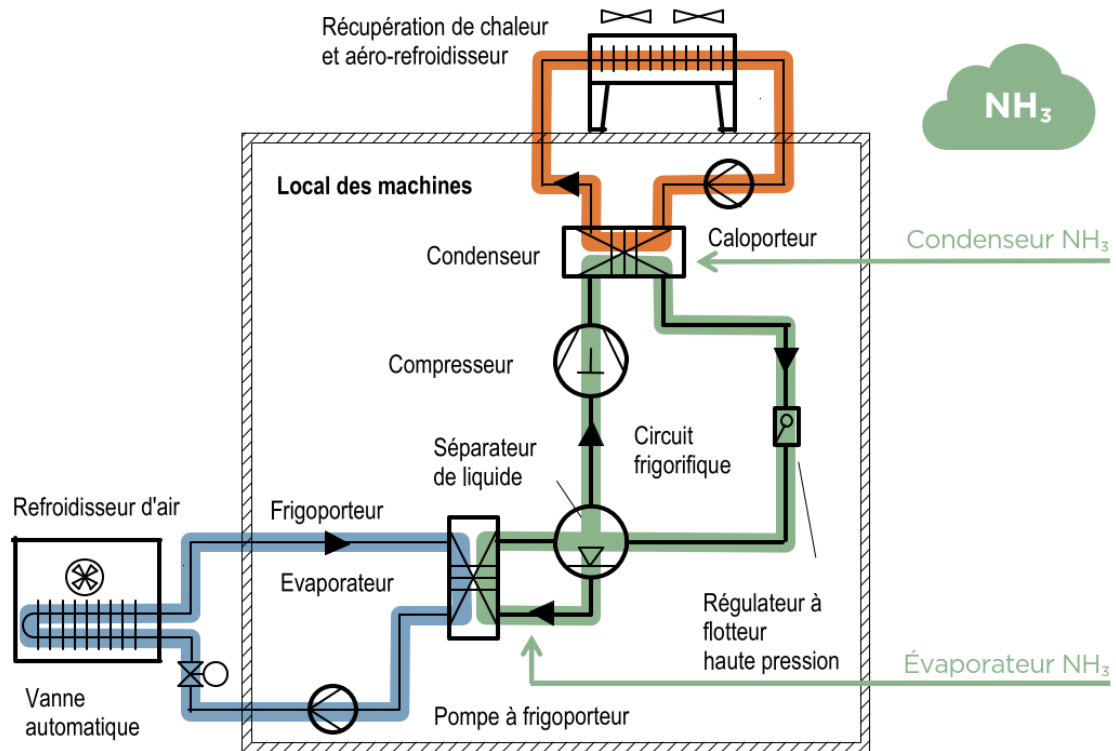 Récupération de chaleur
et aéro-refroidisseur
NH₃
Local des machines
Condenseur
Caloporteur
Condenseur NH₃
Compresseur
Séparateur
de liquide
Circuit
frigorifique
Refroidisseur d'air
Frigoporteur
Evaporateur
Régulateur à
flotteur
haute pression
Évaporateur NH₃
Vanne
automatique
Pompe à frigoporteur